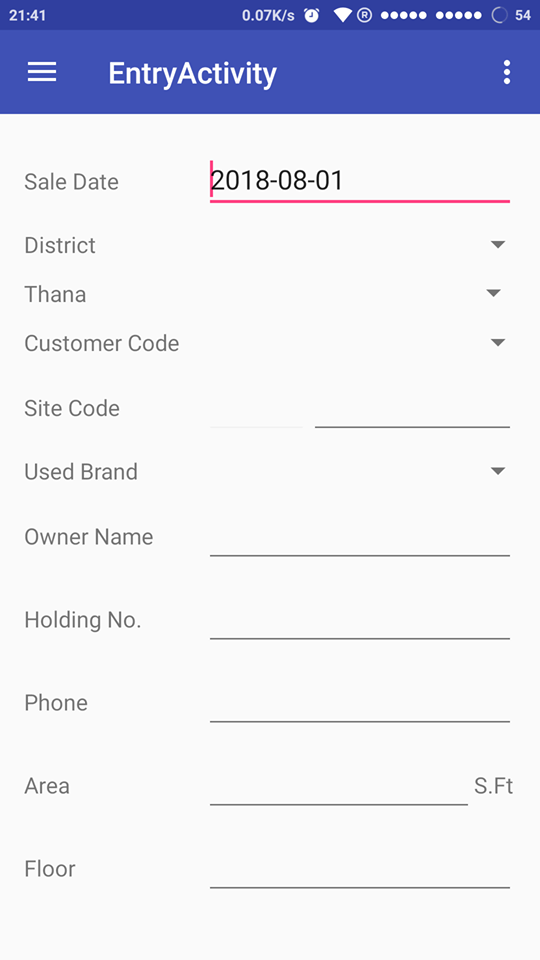 21:41 0.07K/s R 54
EntryActivity
Sale Date 2018-08-01
District
Thana
Customer Code
Site Code
Used Brand
Owner Name
Holding No.
Phone
Area S.Ft
Floor